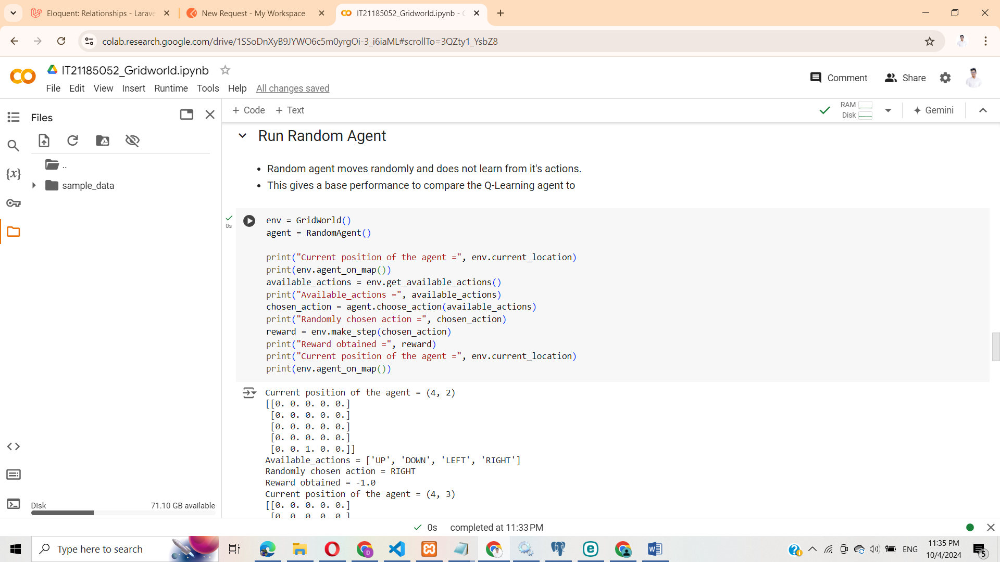 Eloquent: Relationships - Larave
New Request - My Workspace
IT21185052_Gridworld.ipynb - C
colab.research.google.com/drive/1SSoDnXyB9JYWO6c5m0yrgOi-3_i6iaML#scrollTo=3QZty1_YsbZ8
IT21185052_Gridworld.ipynb
File Edit View Insert Runtime Tools Help All changes saved
Comment
Share
Files
+ Code + Text
RAM
Disk
Gemini
..
sample_data
{x}
Disk 71.10 GB available
Run Random Agent
• Random agent moves randomly and does not learn from it's actions.
• This gives a base performance to compare the Q-Learning agent to
0s
env = GridWorld()
agent = RandomAgent()
print("Current position of the agent =", env.current_location)
print(env.agent_on_map())
available_actions = env.get_available_actions()
print("Available_actions =", available_actions)
chosen_action = agent.choose_action(available_actions)
print("Randomly chosen action =", chosen_action)
reward = env.make_step(chosen_action)
print("Reward obtained =", reward)
print("Current position of the agent =", env.current_location)
print(env.agent_on_map())
Current position of the agent = (4, 2)
[[0. 0. 0. 0. 0.]
[0. 0. 0. 0. 0.]
[0. 0. 0. 0. 0.]
[0. 0. 0. 0. 0.]
[0. 0. 1. 0. 0.]]
Available_actions = ['UP', 'DOWN', 'LEFT', 'RIGHT']
Randomly chosen action = RIGHT
Reward obtained = -1.0
Current position of the agent = (4, 3)
[[0. 0. 0. 0. 0.]
[0. 0. 0. 0. 0.]
0s completed at 11:33 PM
Type here to search
ENG
11:35 PM
10/4/2024
5